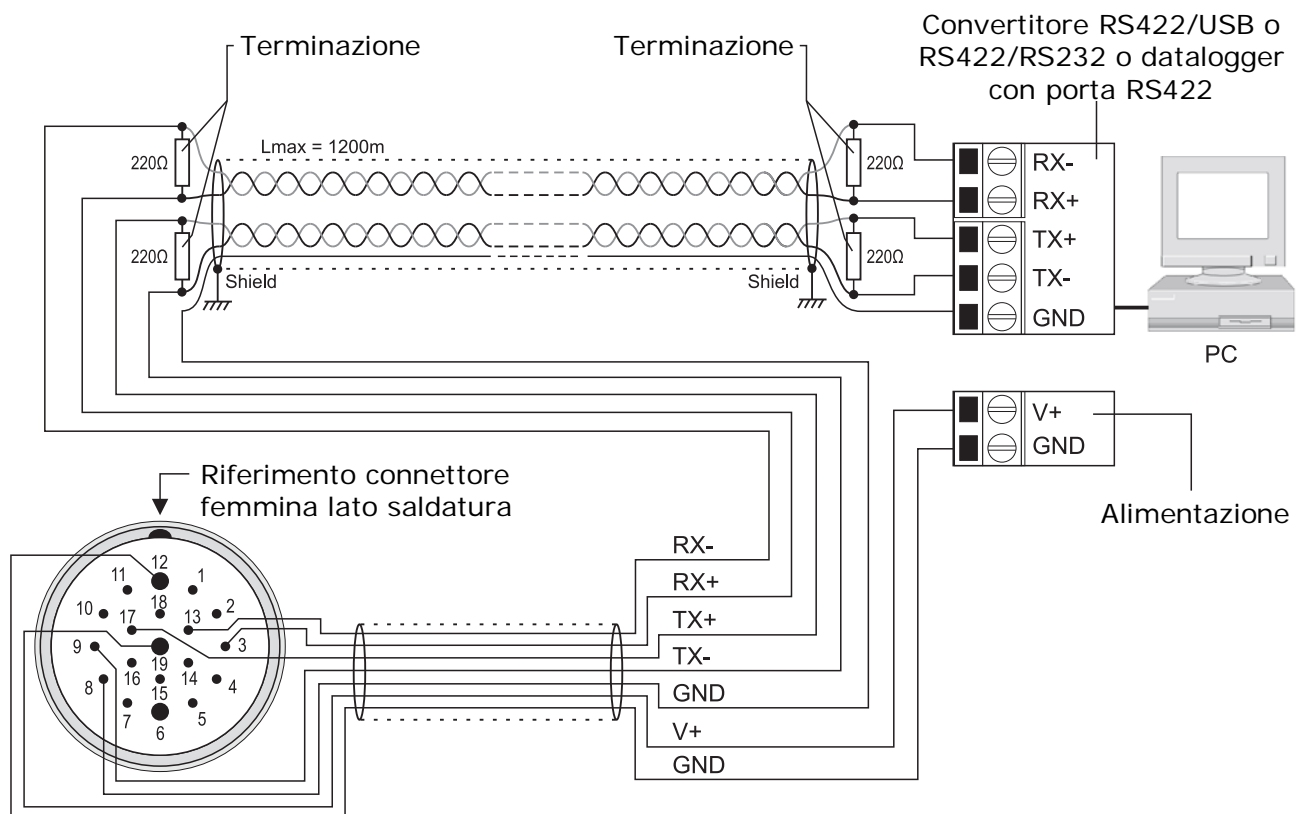 Terminazione
Terminazione
Convertitore RS422/USB o
RS422/RS232 o datalogger
con porta RS422
Lmax = 1200m
220Ω
220Ω
220Ω
220Ω
Shield
Shield
RX-
RX+
TX+
TX-
GND
PC
V+
GND
Alimentazione
Riferimento connettore
femmina lato saldatura
RX-
RX+
TX+
TX-
GND
V+
GND
12
11
1
10
18
2
17
13
9
3
19
16
14
8
4
15
7
5
6